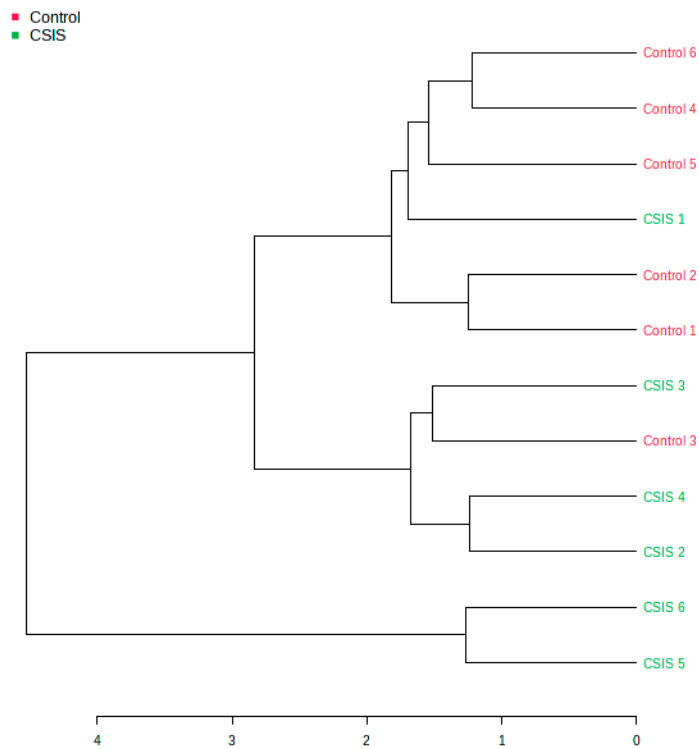 Control
CSIS
Control 6
Control 4
Control 5
CSIS 1
Control 2
Control 1
CSIS 3
Control 3
CSIS 4
CSIS 2
CSIS 6
CSIS 5
4 3 2 1 0